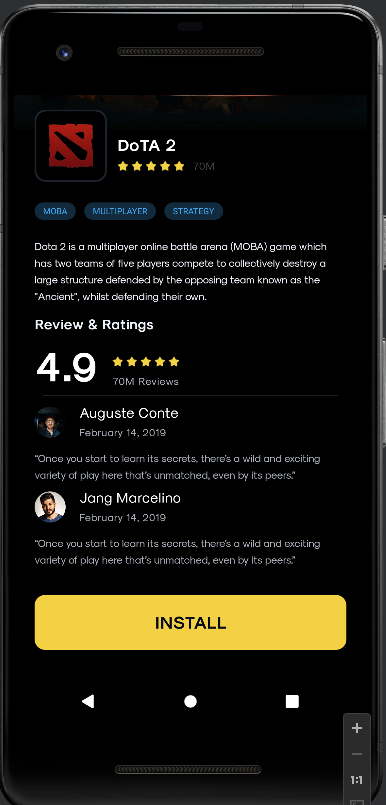 DoTA 2
70M
MOBA MULTIPLAYER STRATEGY
Dota 2 is a multiplayer online battle arena (MOBA) game which
has two teams of five players compete to collectively destroy a
large structure defended by the opposing team known as the
"Ancient", whilst defending their own.
Review & Ratings
4.9
70M Reviews
Auguste Conte
February 14, 2019
“Once you start to learn its secrets, there’s a wild and exciting
variety of play here that’s unmatched, even by its peers.”
Jang Marcelino
February 14, 2019
“Once you start to learn its secrets, there’s a wild and exciting
variety of play here that’s unmatched, even by its peers.”
INSTALL
1:1